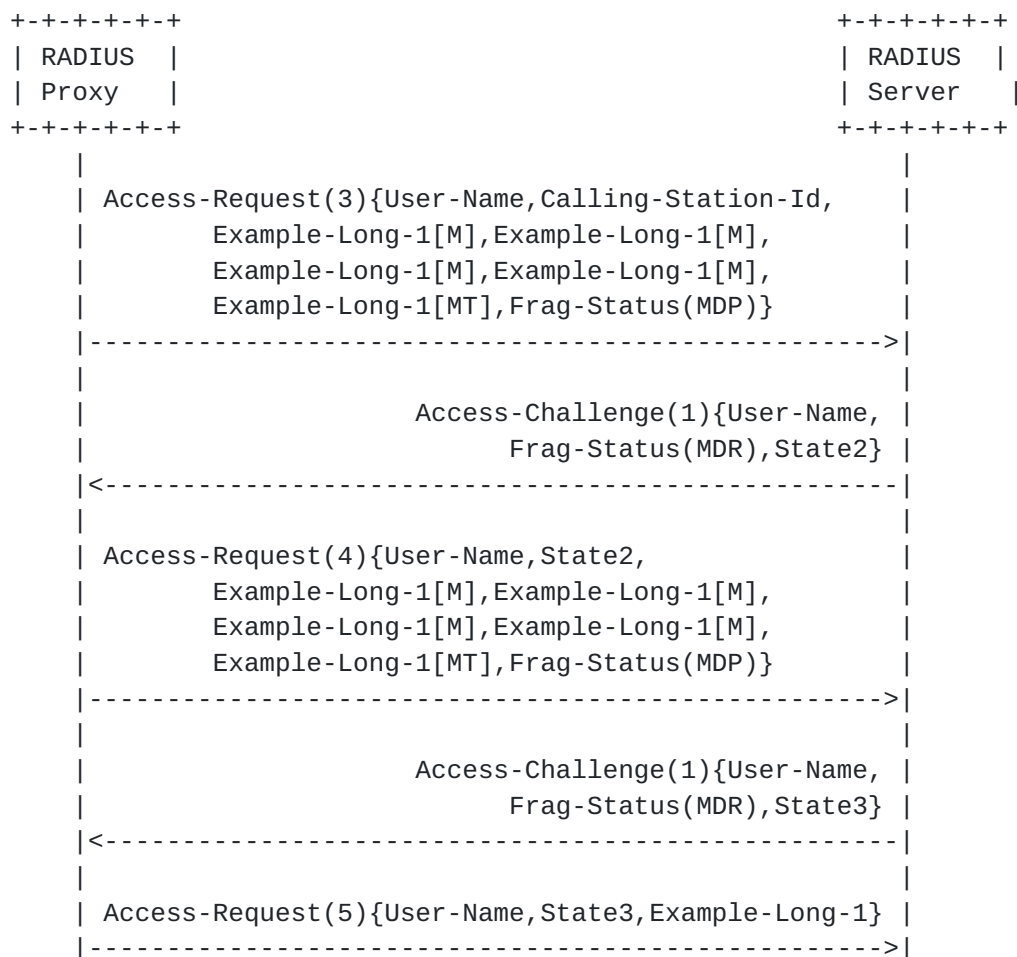 +-+-+-+-+-+                                          +-+-+-+-+-+
| RADIUS  |                                          | RADIUS  |
| Proxy   |                                          | Server   |
+-+-+-+-+-+                                          +-+-+-+-+-+
    |                                                    |
    | Access-Request(3){User-Name,Calling-Station-Id,    |
    |        Example-Long-1[M],Example-Long-1[M],        |
    |        Example-Long-1[M],Example-Long-1[M],        |
    |        Example-Long-1[MT],Frag-Status(MDP)}        |
    |--------------------------------------------------->|
    |                                                    |
    |                     Access-Challenge(1){User-Name, |
    |                           Frag-Status(MDR),State2} |
    |<---------------------------------------------------|
    |                                                    |
    | Access-Request(4){User-Name,State2,                |
    |        Example-Long-1[M],Example-Long-1[M],        |
    |        Example-Long-1[M],Example-Long-1[M],        |
    |        Example-Long-1[MT],Frag-Status(MDP)}        |
    |--------------------------------------------------->|
    |                                                    |
    |                     Access-Challenge(1){User-Name, |
    |                           Frag-Status(MDR),State3} |
    |<---------------------------------------------------|
    |                                                    |
    | Access-Request(5){User-Name,State3,Example-Long-1} |
    |--------------------------------------------------->|